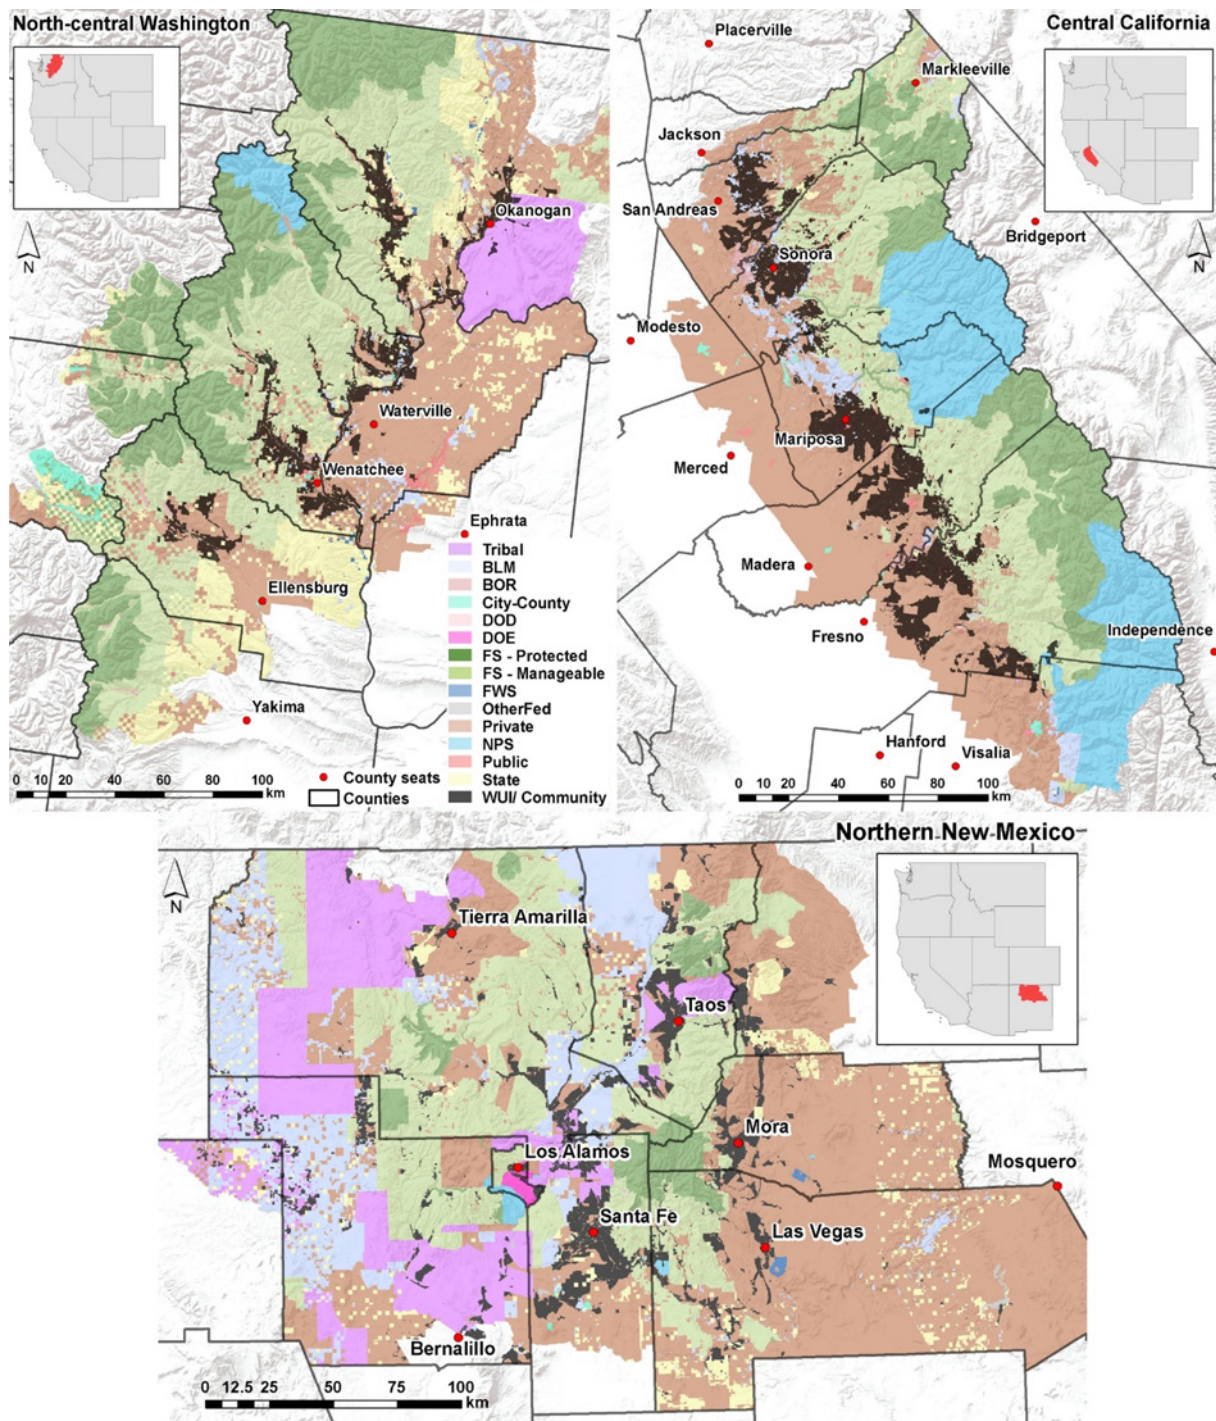 North-central Washington
N
Okanogan
Waterville
Wenatchee
Ephrata
Ellensburg
Yakima
Tribal
BLM
BOR
City-County
DOD
DOE
FS - Protected
FS - Manageable
FWS
OtherFed
Private
NPS
Public
State
WUI/ Community
County seats
Counties
0 10 20 40 60 80 100
km
Central California
Placerville
Markleeville
Jackson
San Andreas
Bridgeport
N
Sonora
Modesto
Mariposa
Merced
Madera
Fresno
Independence
Hanford
Visalia
0 10 20 40 60 80 100
km
Northern New Mexico
N
Tierra Amarilla
Taos
Mora
Los Alamos
Mosquero
Santa Fe
Las Vegas
Bernalillo
0 12.5 25 50 75 100
km